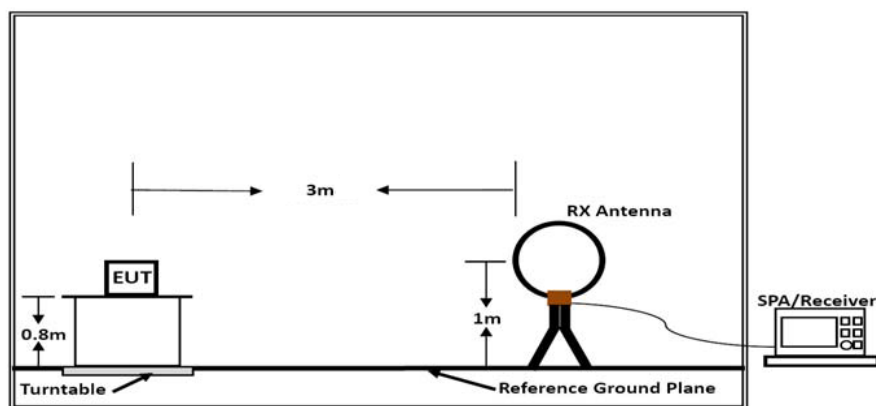 3m
RX Antenna
EUT
SPA/Receiver
0.8m
1m
Turntable
Reference Ground Plane